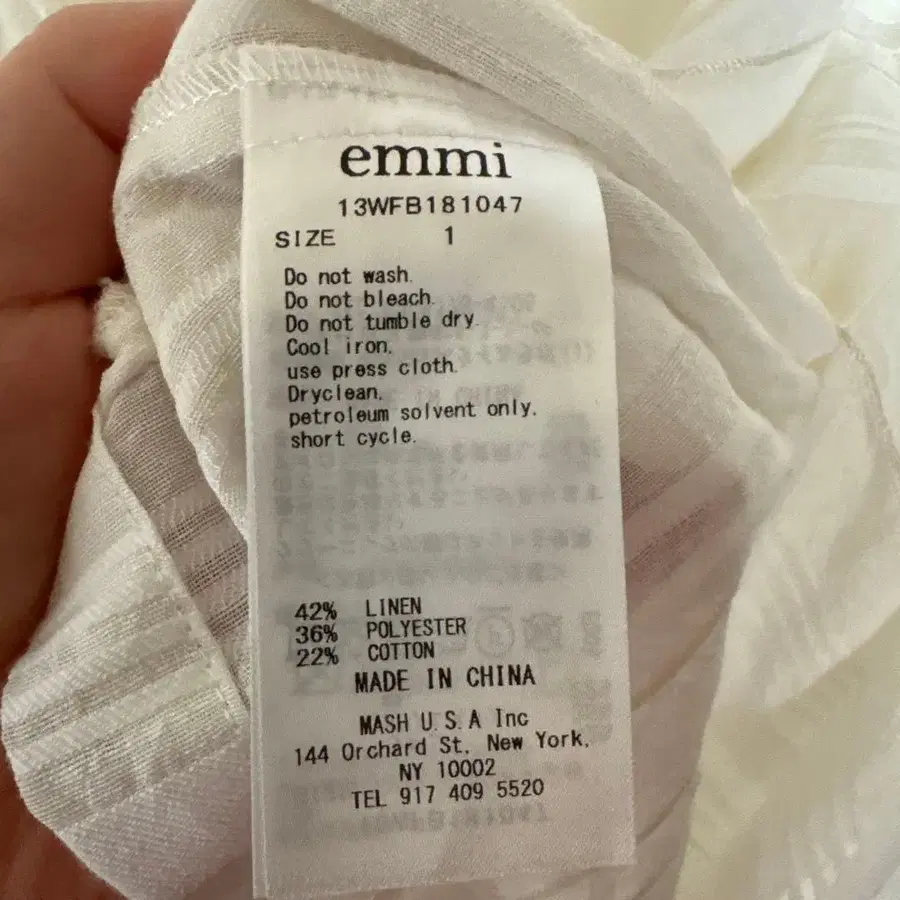 emmi
13WFB181047
SIZE 1
Do not wash.
Do not bleach.
Do not tumble dry.
Cool iron.
use press cloth.
Dryclean,
petroleum solvent only.
short cycle.
42% LINEN
36% POLYESTER
22% COTTON
MADE IN CHINA
MASH U.S.A Inc
144 Orchard St. New York.
NY 10002
TEL 917 409 5520